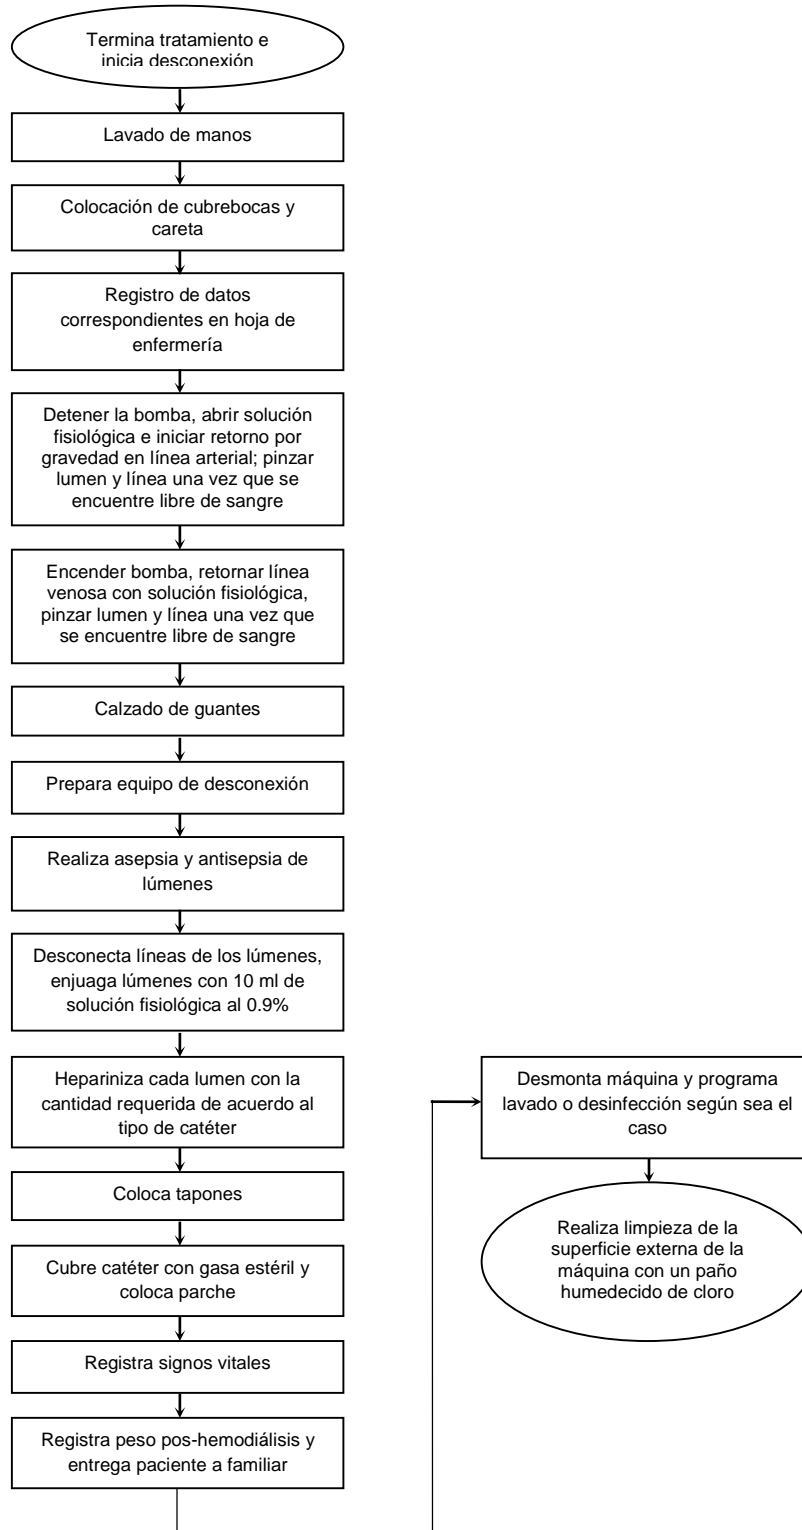 Termina tratamiento e
inicia desconexión
Lavado de manos
Colocación de cubrebocas y
careta
Registro de datos
correspondientes en hoja de
enfermería
Detener la bomba, abrir solución
fisiológica e iniciar retorno por
gravedad en línea arterial; pinzar
lumen y línea una vez que se
encuentre libre de sangre
Encender bomba, retornar línea
venosa con solución fisiológica,
pinzar lumen y línea una vez que
se encuentre libre de sangre
Calzado de guantes
Prepara equipo de desconexión
Realiza asepsia y antisepsia de
lúmenes
Desconecta líneas de los lúmenes,
enjuaga lúmenes con 10 ml de
solución fisiológica al 0.9%
Hepariniza cada lumen con la
cantidad requerida de acuerdo al
tipo de catéter
Coloca tapones
Cubre catéter con gasa estéril y
coloca parche
Registra signos vitales
Registra peso pos-hemodiálisis y
entrega paciente a familiar
Desmonta máquina y programa
lavado o desinfección según sea el
caso
Realiza limpieza de la
superficie externa de la
máquina con un paño
humedecido de cloro